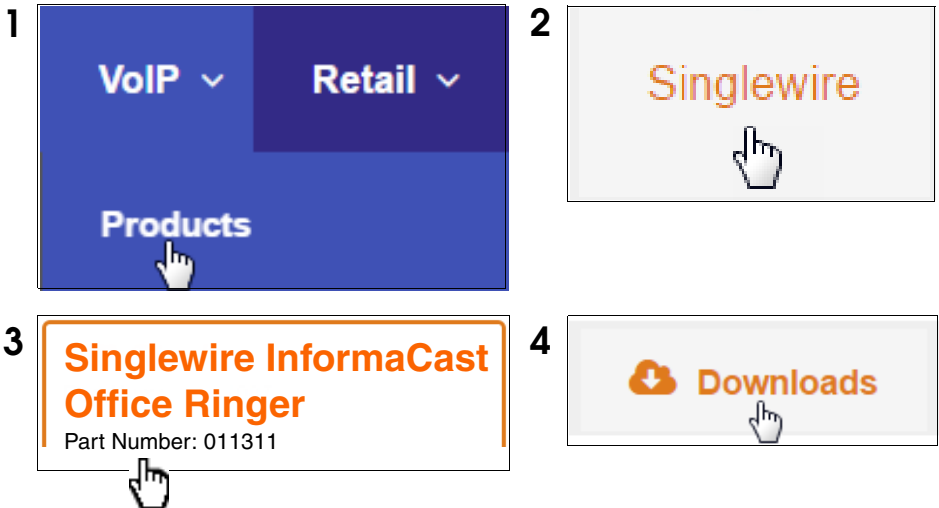 1
VoIP Retail
Products
2
Singlewire
3
Singlewire InformaCast
Office Ringer
Part Number: 011311
4
Downloads